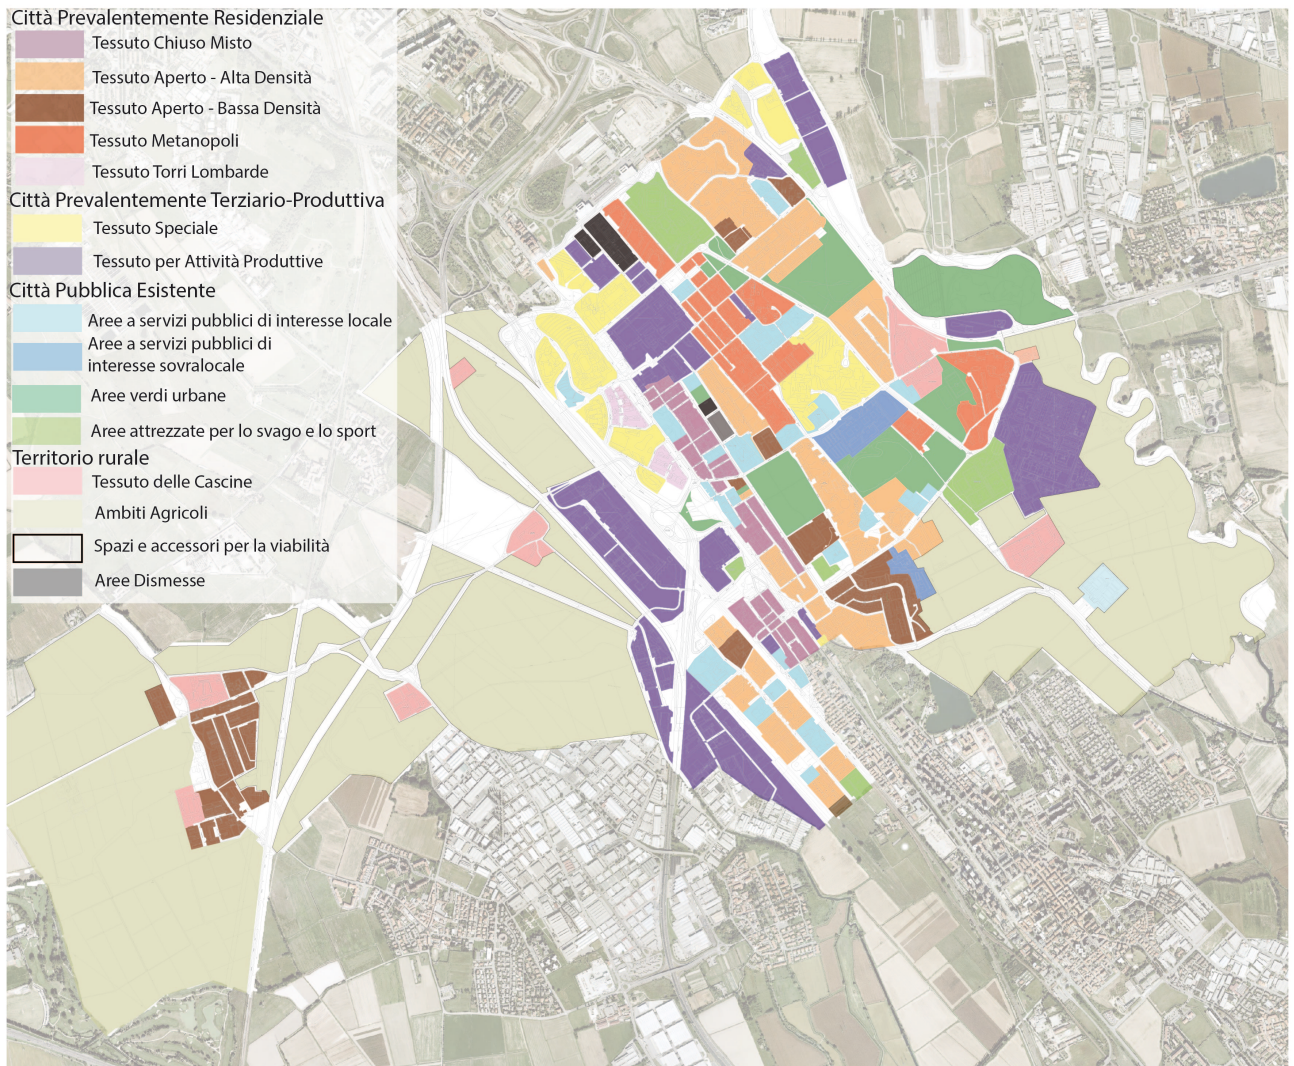 Città Prevalentemente Residenziale
Tessuto Chiuso Misto
Tessuto Aperto - Alta Densità
Tessuto Aperto - Bassa Densità
Tessuto Metanopoli
Tessuto Torri Lombarde
Città Prevalentemente Terziario-Produttiva
Tessuto Speciale
Tessuto per Attività Produttive
Città Pubblica Esistente
Aree a servizi pubblici di interesse locale
Aree a servizi pubblici di
interesse sovralocale
Aree verdi urbane
Aree attrezzate per lo svago e lo sport
Territorio rurale
Tessuto delle Cascine
Ambiti Agricoli
Spazi e accessori per la viabilità
Aree Dismesse